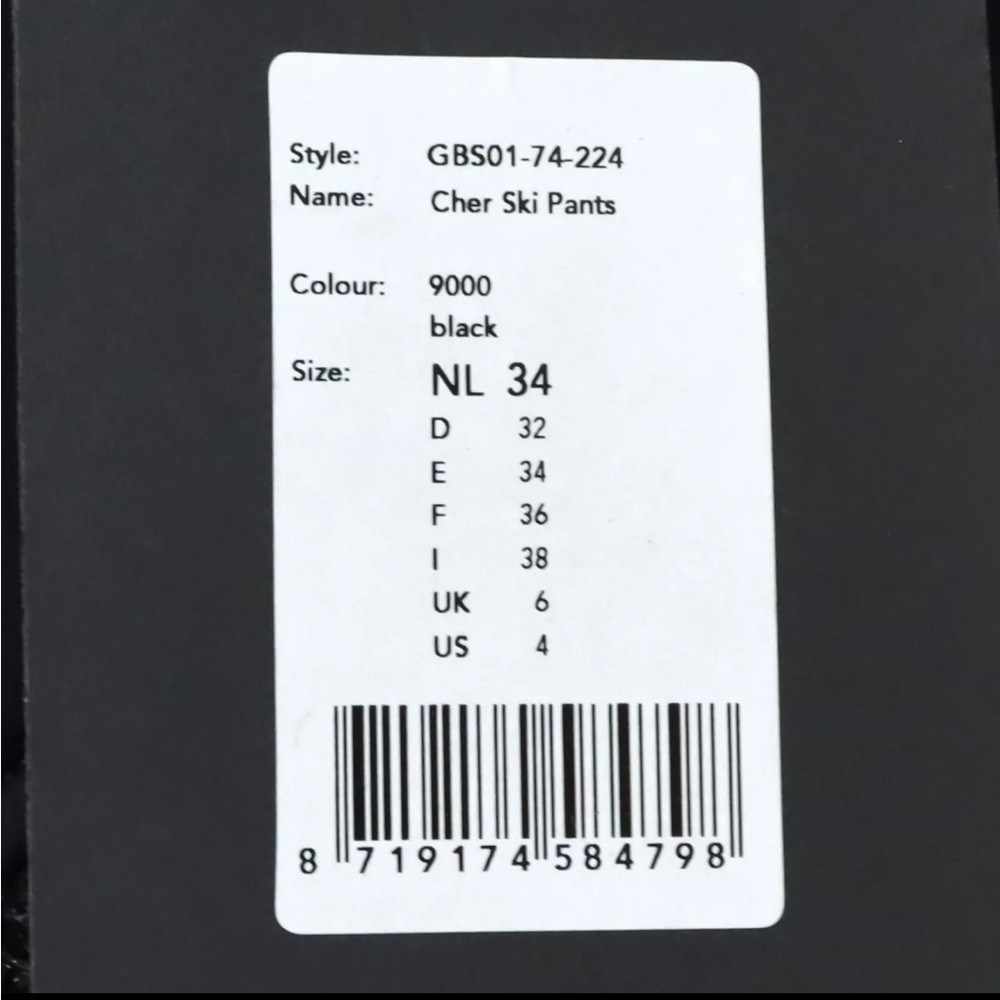 Style: GBS01-74-224
Name: Cher Ski Pants
Colour: 9000
black
Size: NL 34
D 32
E 34
F 36
I 38
UK 6
US 4
8 719174 584798